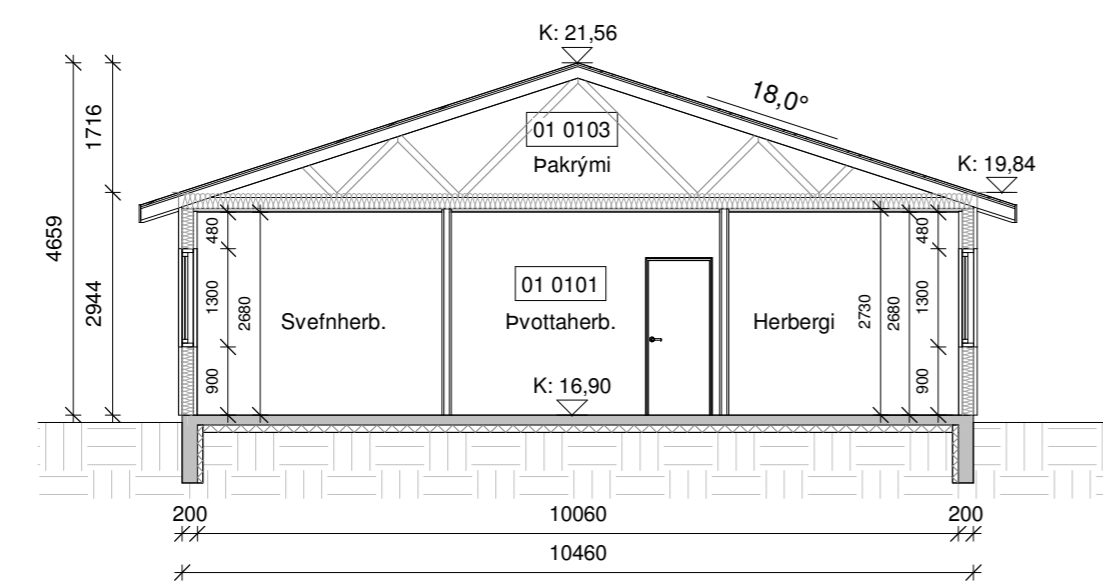 K: 21,56
18,0°
1716
01 0103
Þakrými
K: 19,84
4659
2944
480
1300
2680
900
Svefnherb.
01 0101
Þvottaherb.
Herbergi
2730
2680
480
1300
900
K: 16,90
200
10060
200
10460